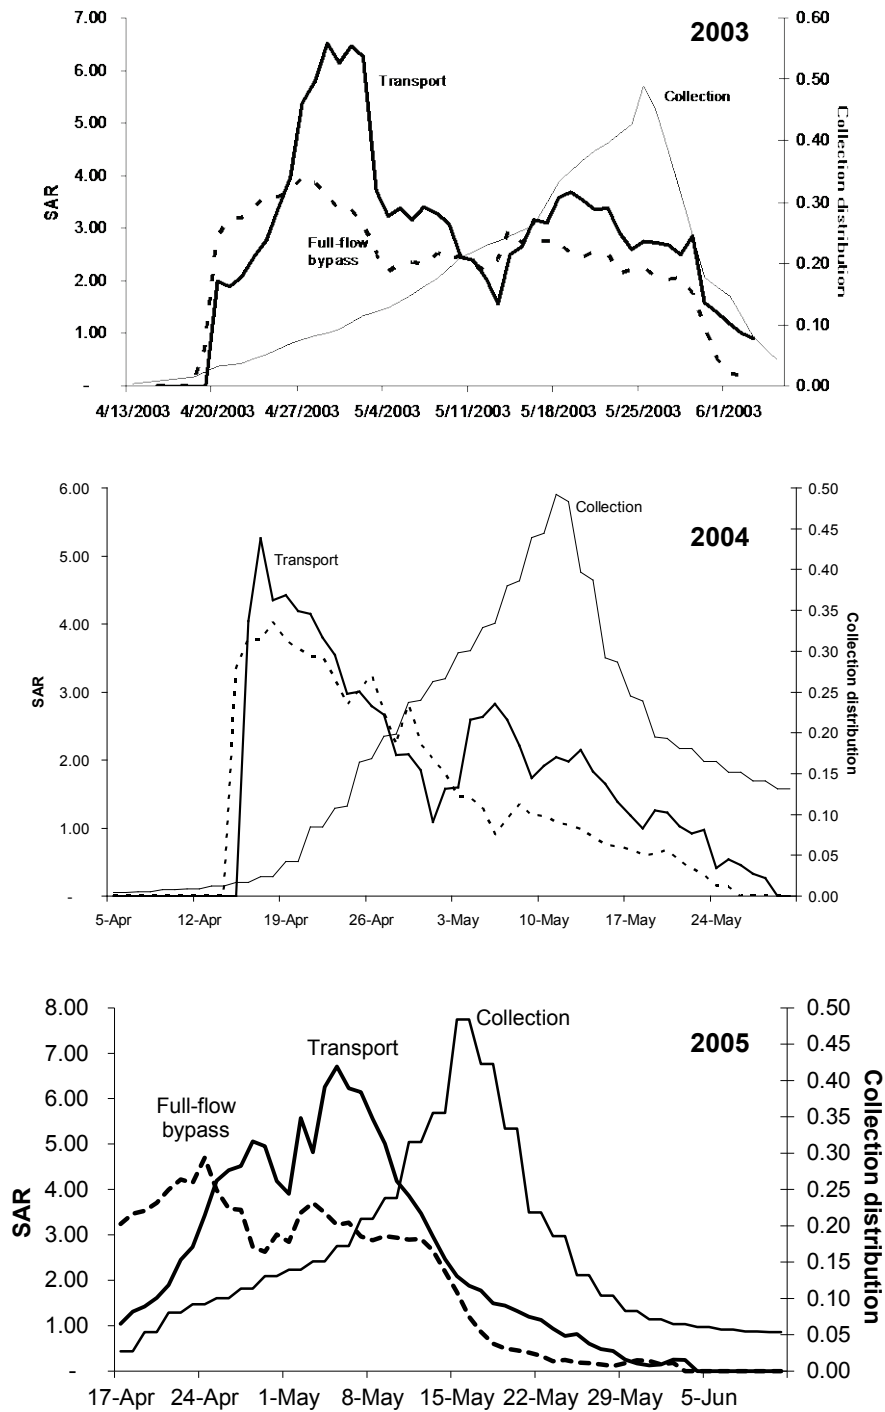 2003
7.00
6.00
5.00
4.00
3.00
2.00
1.00
-
SAR
0.60
0.50
0.40
0.30
0.20
0.10
0.00
Collection distribution
Transport
Collection
Full-flow
bypass
4/13/2003 4/20/2003 4/27/2003 5/4/2003 5/11/2003 5/18/2003 5/25/2003 6/1/2003
2004
6.00
5.00
4.00
3.00
2.00
1.00
-
SAR
0.50
0.45
0.40
0.35
0.30
0.25
0.20
0.15
0.10
0.05
0.00
Collection distribution
Collection
Transport
5-Apr 12-Apr 19-Apr 26-Apr 3-May 10-May 17-May 24-May
2005
8.00
7.00
6.00
5.00
4.00
3.00
2.00
1.00
-
SAR
0.50
0.45
0.40
0.35
0.30
0.25
0.20
0.15
0.10
0.05
0.00
Collection distribution
Collection
Transport
Full-flow
bypass
17-Apr 24-Apr 1-May 8-May 15-May 22-May 29-May 5-Jun